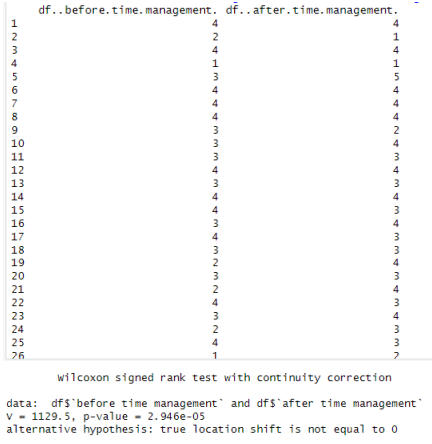 df..before.time.management. df..after.time.management.
1 4 4
2 2 1
3 4 4
4 1 1
5 3 5
6 4 4
7 4 4
8 4 4
9 3 2
10 3 4
11 3 3
12 4 4
13 3 3
14 4 4
15 4 3
16 3 4
17 4 3
18 3 3
19 2 4
20 3 3
21 2 4
22 4 3
23 3 4
24 2 3
25 4 3
26 1 2
Wilcoxon signed rank test with continuity correction
data: df$`before time management` and df$`after time management`
V = 1129.5, p-value = 2.946e-05
alternative hypothesis: true location shift is not equal to 0